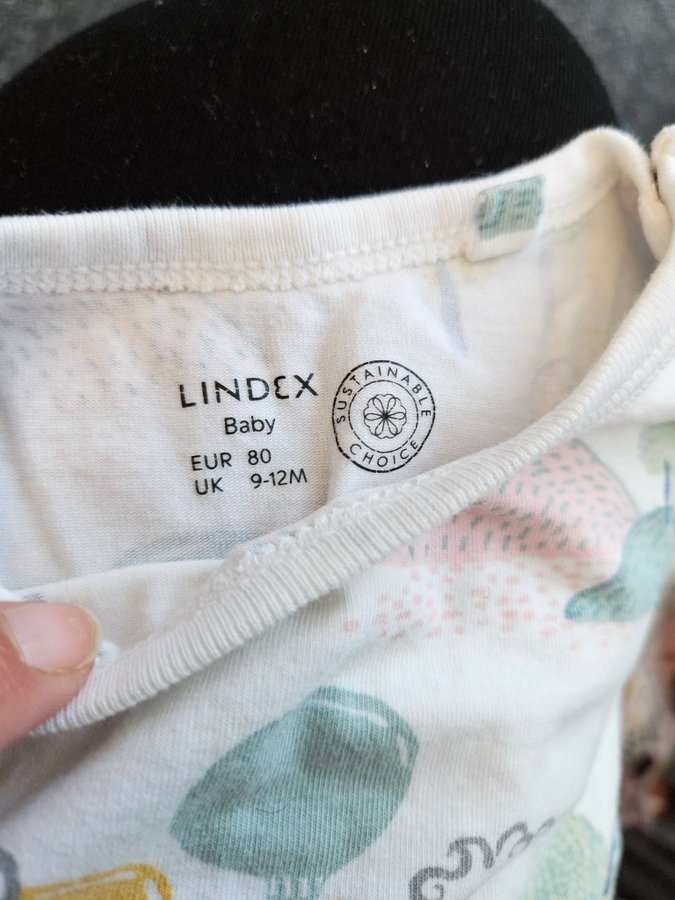 LINDEX
Baby
EUR 80
UK 9-12M
SUSTAINABLE
CHOICE